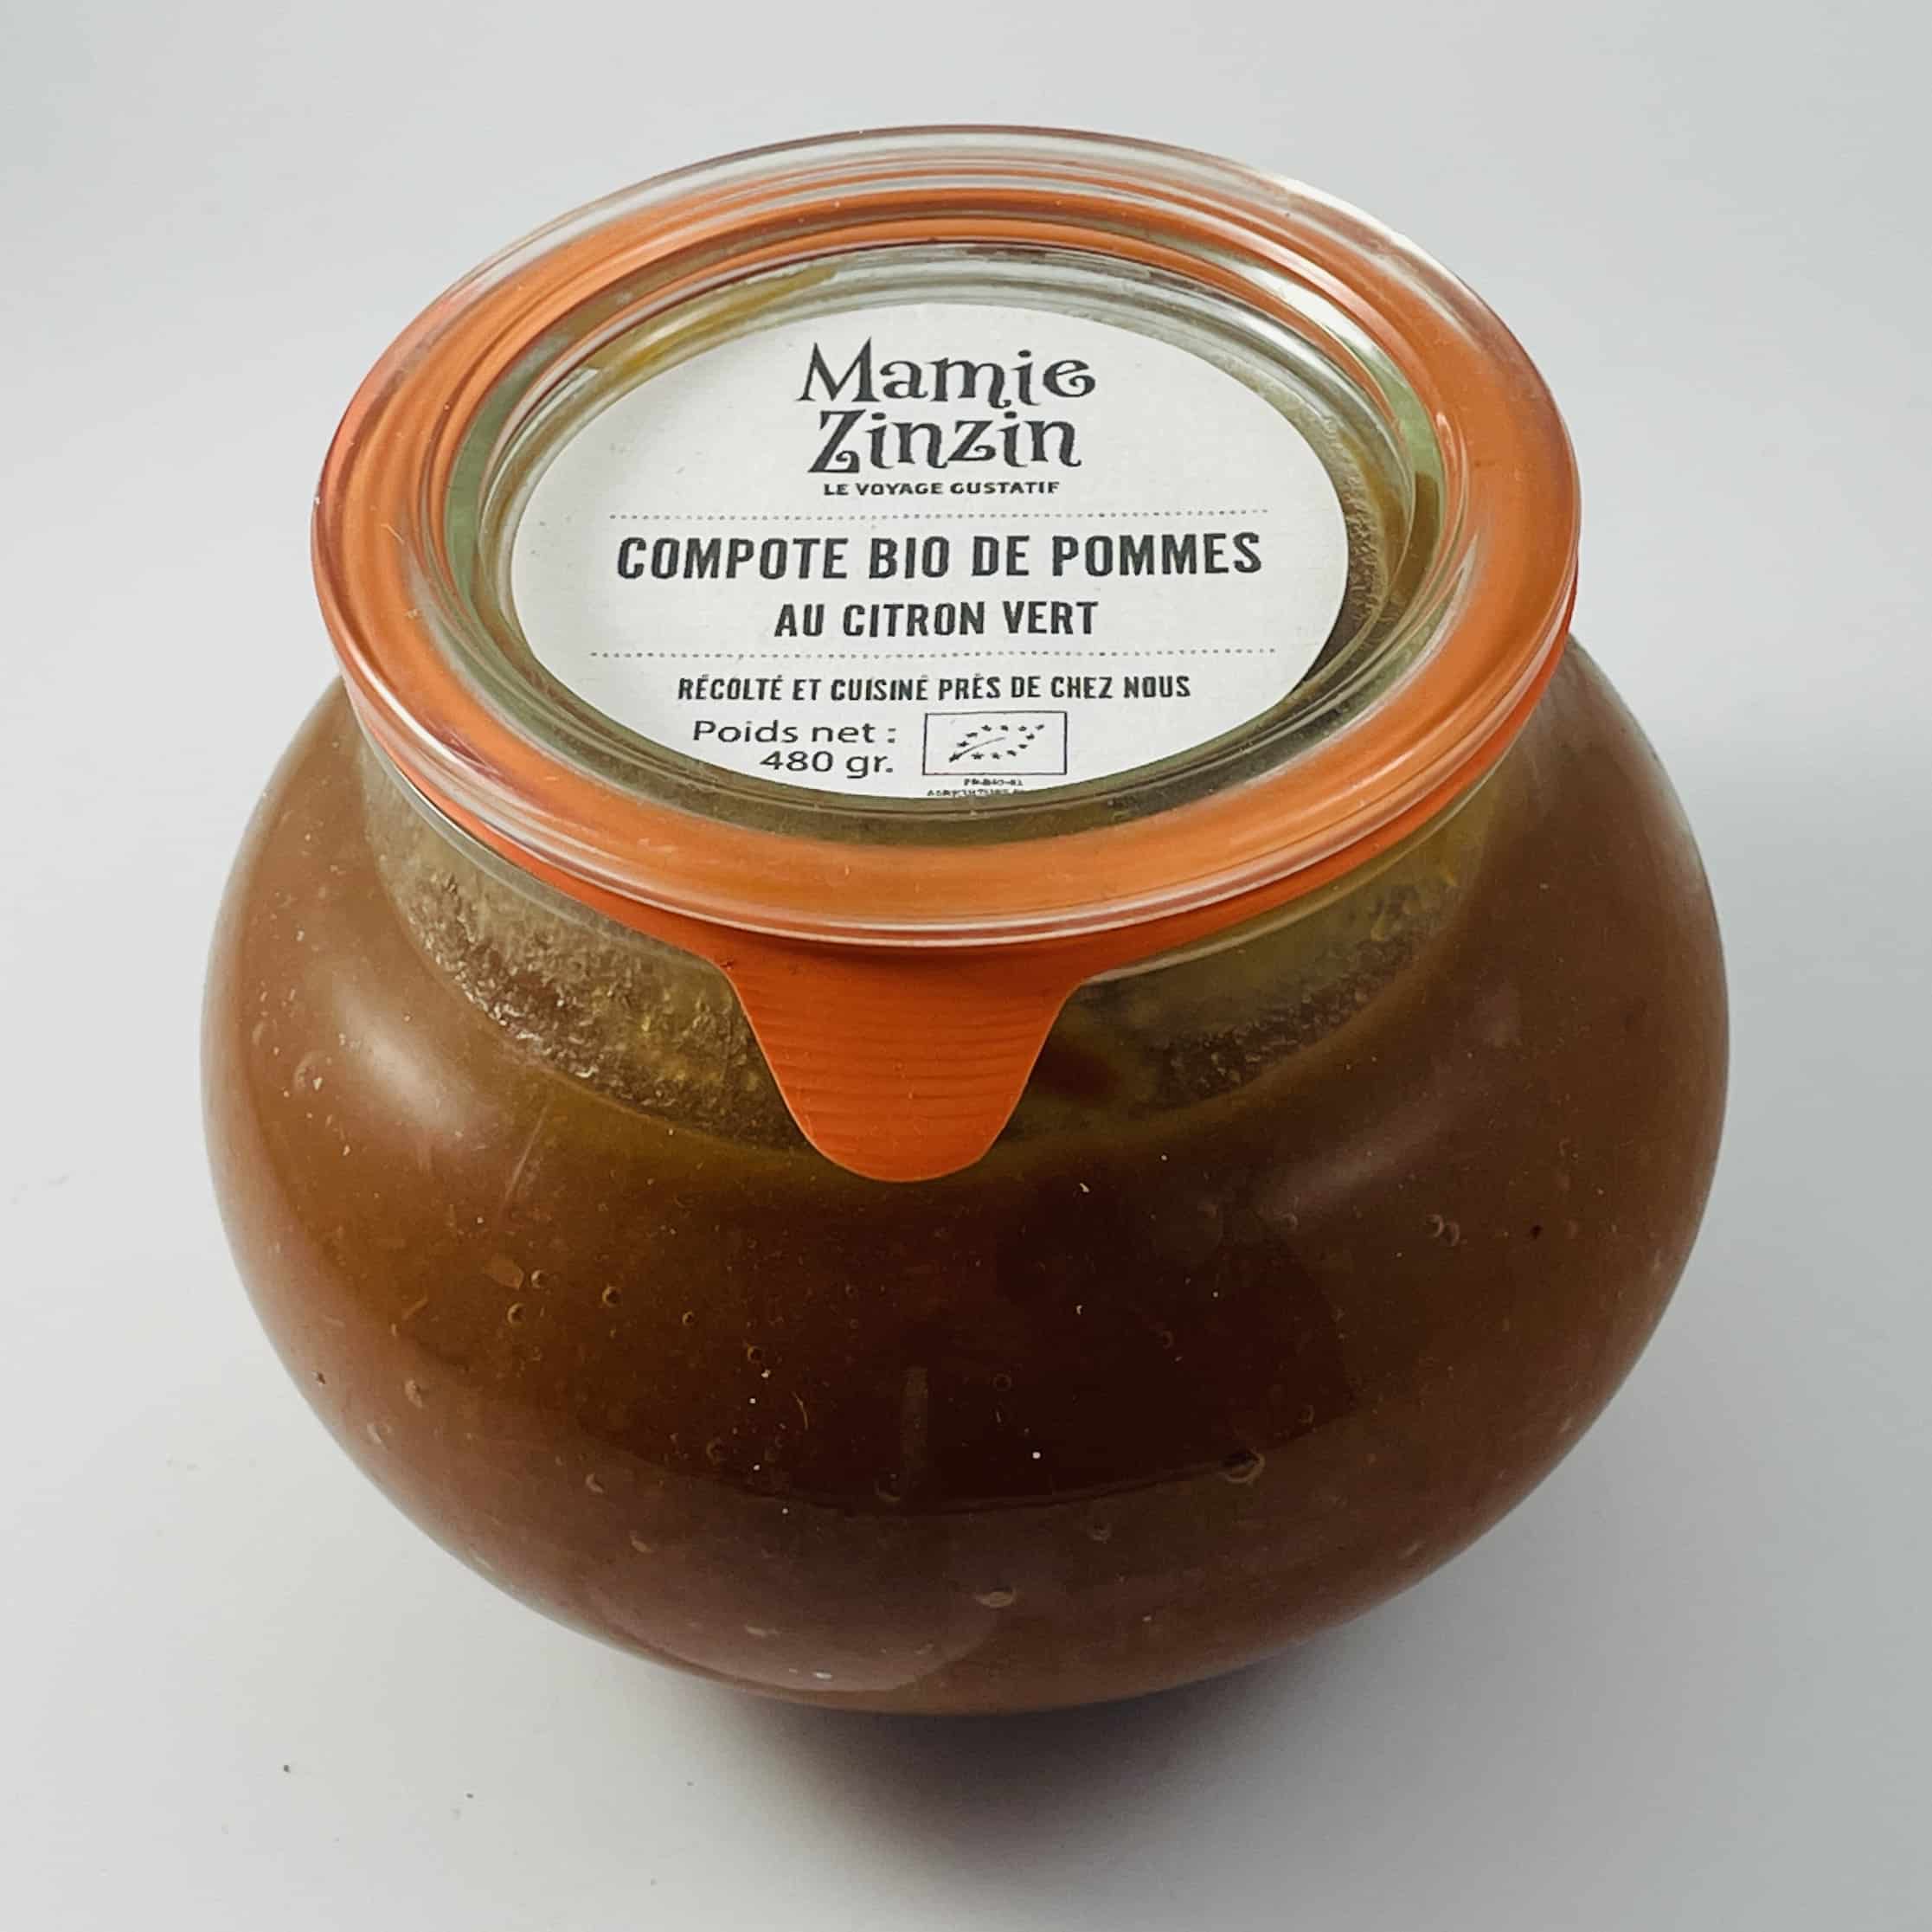 Mamie
Zinzin
LE VOYAGE GUSTATIF
COMPOTE BIO DE POMMES
AU CITRON VERT
RÉCOLTÉ ET CUISINÉ PRÈS DE CHEZ NOUS
Poids net :
480 gr.